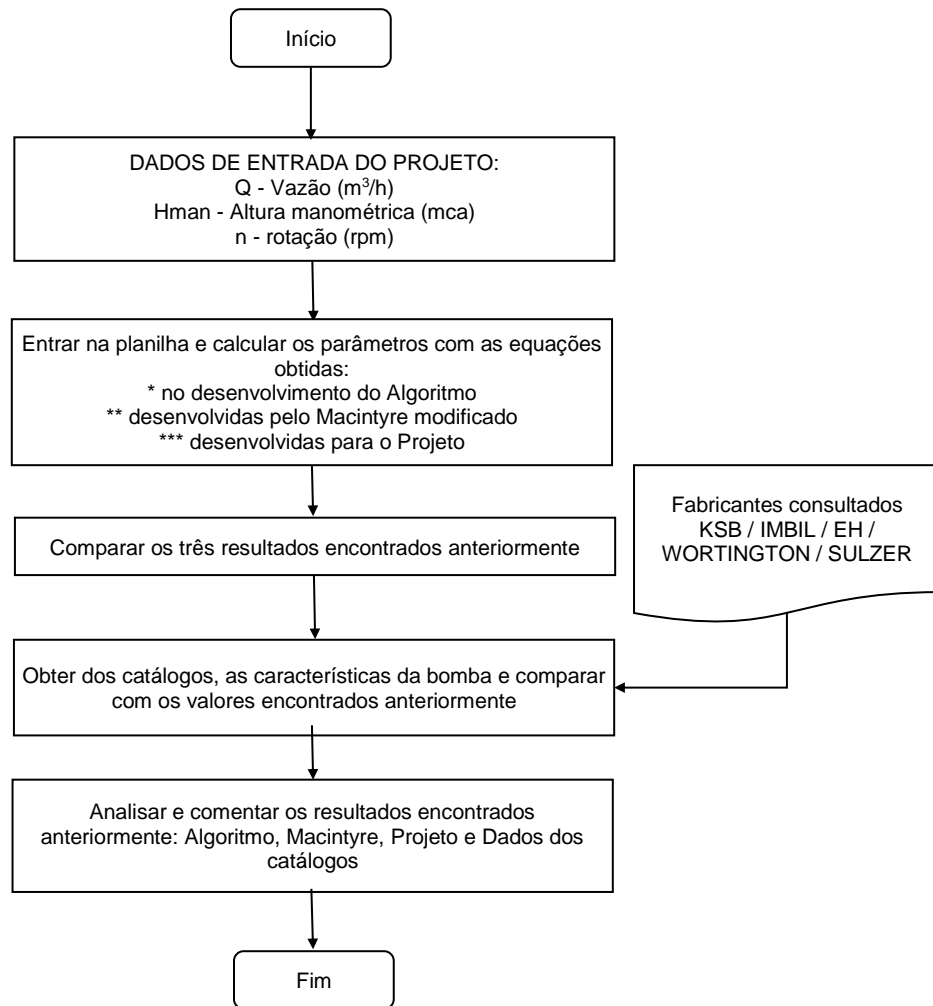 Início
DADOS DE ENTRADA DO PROJETO:
Q - Vazão (m³/h)
Hman - Altura manométrica (mca)
n - rotação (rpm)
Entrar na planilha e calcular os parâmetros com as equações
obtidas:
* no desenvolvimento do Algoritmo
** desenvolvidas pelo Macintyre modificado
*** desenvolvidas para o Projeto
Fabricantes consultados
KSB / IMBIL / EH /
WORTINGTON / SULZER
Comparar os três resultados encontrados anteriormente
Obter dos catálogos, as características da bomba e comparar
com os valores encontrados anteriormente
Analisar e comentar os resultados encontrados
anteriormente: Algoritmo, Macintyre, Projeto e Dados dos
catálogos
Fim